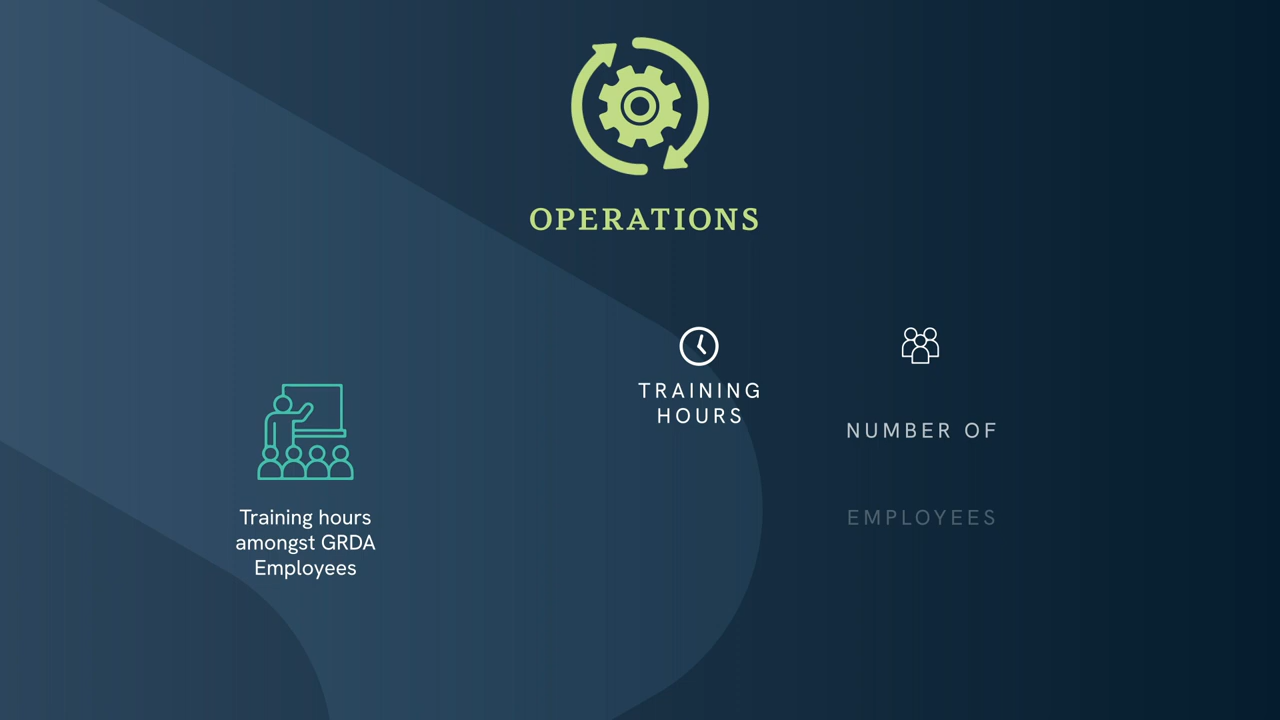 OPERATIONS
Training hours
amongst GRDA
Employees
TRAINING
HOURS
NUMBER OF
EMPLOYEES